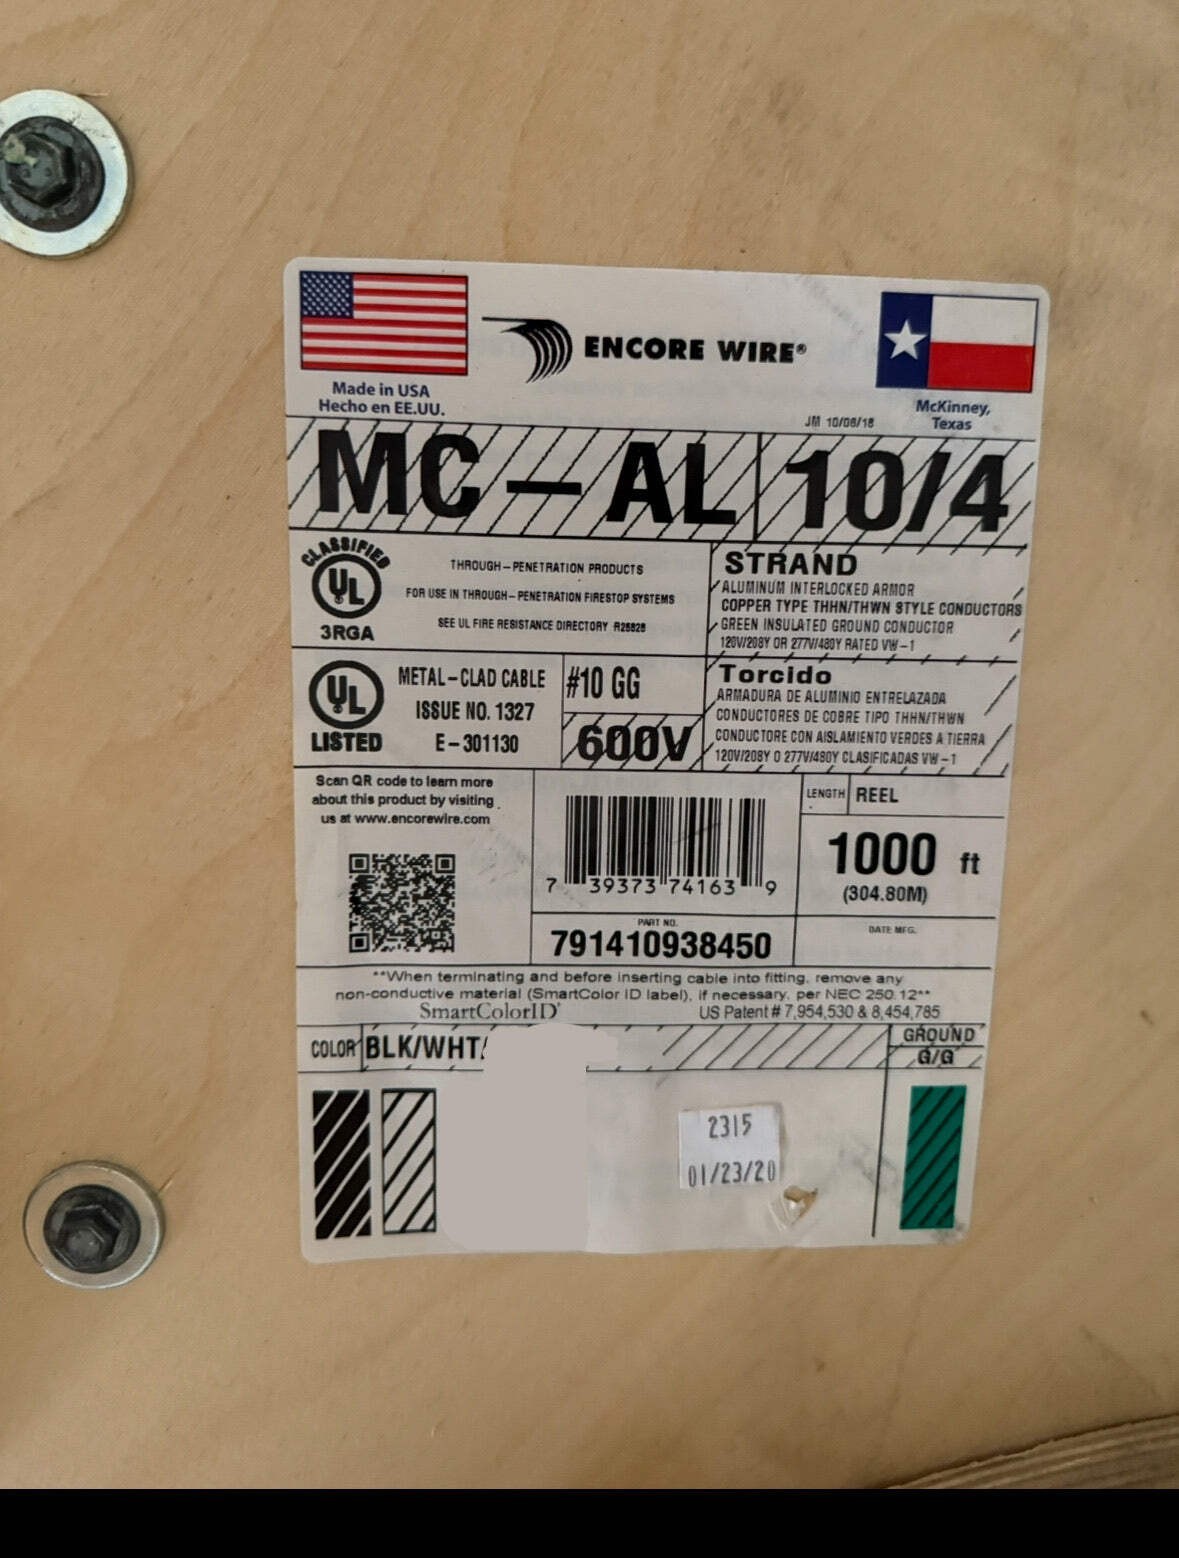 ENCORE WIRE®
Made in USA
Hecho en EE.UU.
McKinney,
Texas
JM 10/08/18
MC-AL 10/4
CLASSIFIED
UL
3RGA
THROUGH-PENETRATION PRODUCTS
FOR USE IN THROUGH-PENETRATION FIRESTOP SYSTEMS
SEE UL FIRE RESISTANCE DIRECTORY R25828
STRAND
ALUMINUM INTERLOCKED ARMOR
COPPER TYPE THHN/THWN STYLE CONDUCTORS
GREEN INSULATED GROUND CONDUCTOR
120V/208Y OR 277V/480Y RATED VW-1
UL
LISTED
METAL-CLAD CABLE
ISSUE NO. 1327
E-301130
#10 GG
600V
Torcido
ARMADURA DE ALUMINIO ENTRELAZADA
CONDUCTORES DE COBRE TIPO THHN/THWN
CONDUCTORE CON AISLAMIENTO VERDES A TIERRA
120V/208Y O 277V/480Y CLASIFICADAS VW-1
Scan QR code to learn more
about this product by visiting
us at www.encorewire.com
7 39373 74163 9
PART NO.
791410938450
LENGTH REEL
1000 ft
(304.80M)
DATE MFG.
**When terminating and before inserting cable into fitting, remove any
non-conductive material (SmartColor ID label), if necessary, per NEC 250.12**
SmartColorID® US Patent # 7,954,530 & 8,454,785
COLOR BLK/WHT/
GROUND
G/G
2315
01/23/20